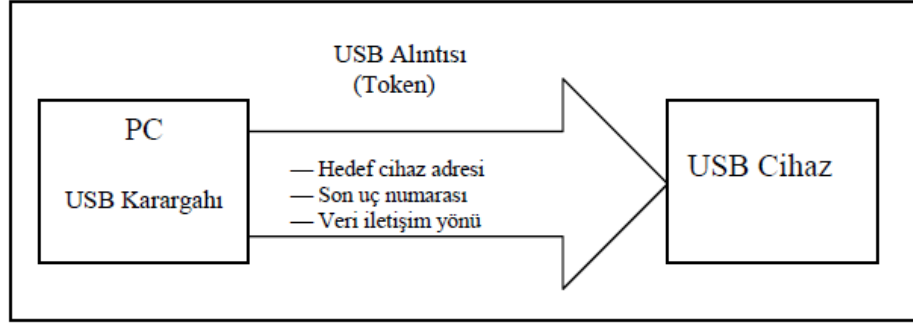 USB Alıntısı
(Token)
PC
USB Karargahı
— Hedef cihaz adresi
— Son uç numarası
— Veri iletişim yönü
USB Cihaz